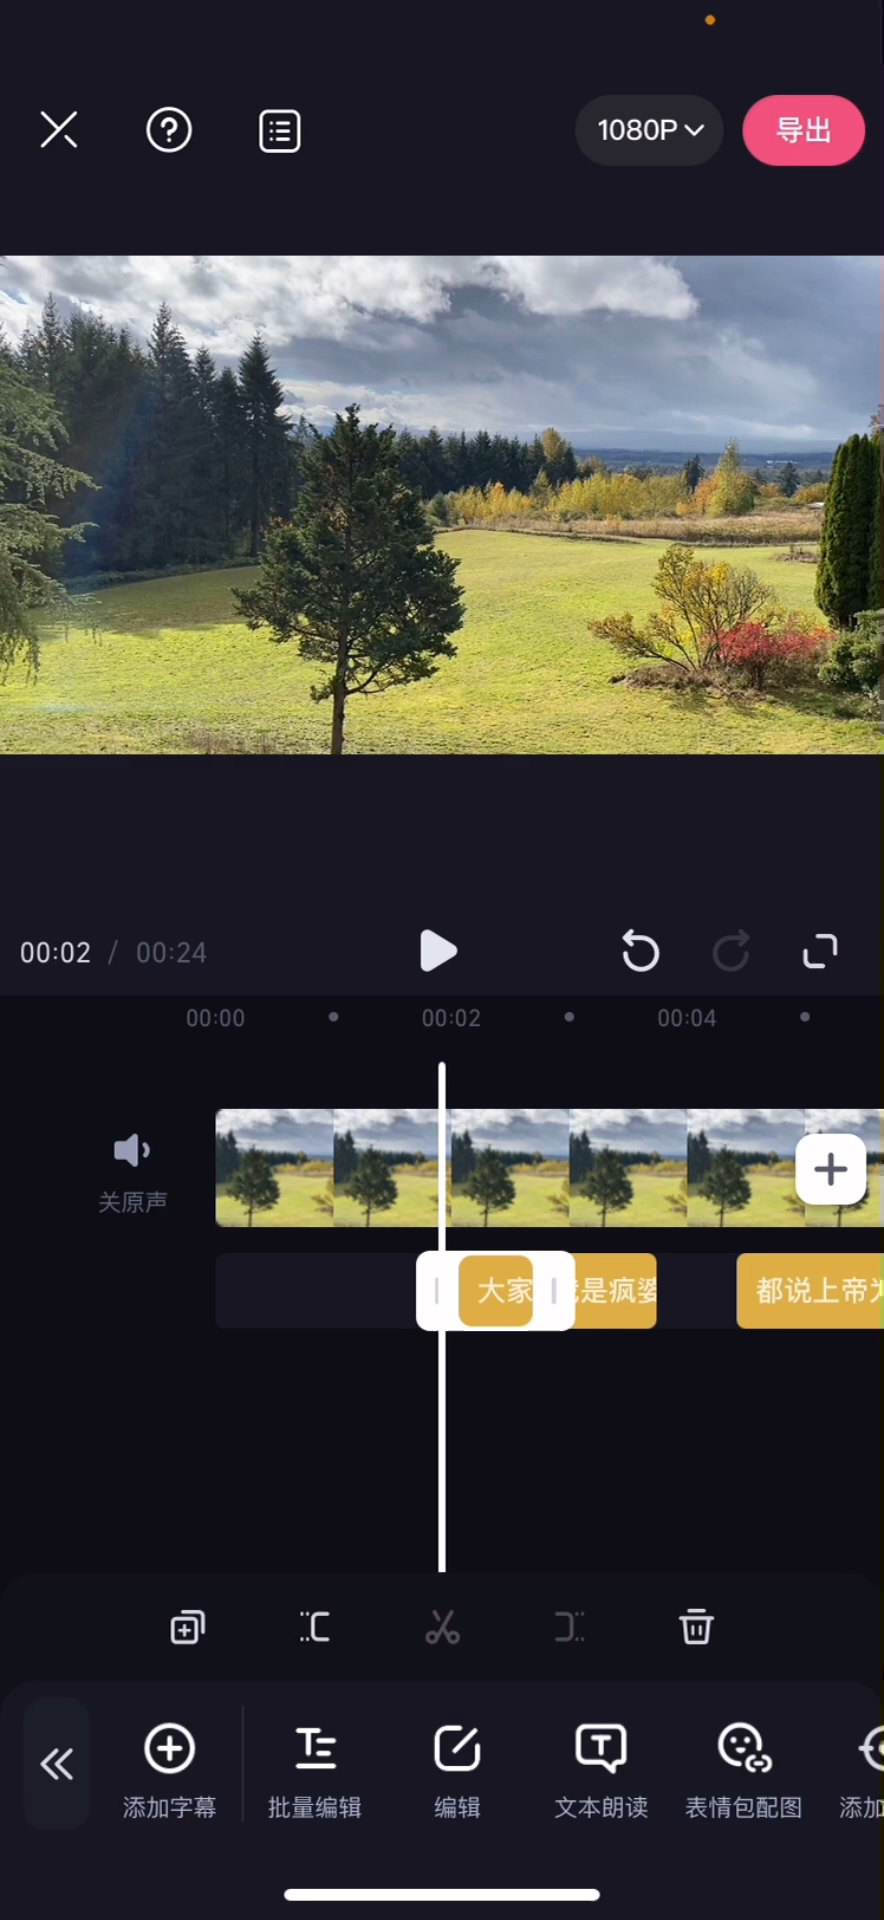 1080P
导出
00:02 / 00:24
00:00
00:02
00:04
关原声
大家
是疯婆
都说上帝
添加字幕
批量编辑
编辑
文本朗读
表情包配图
添加